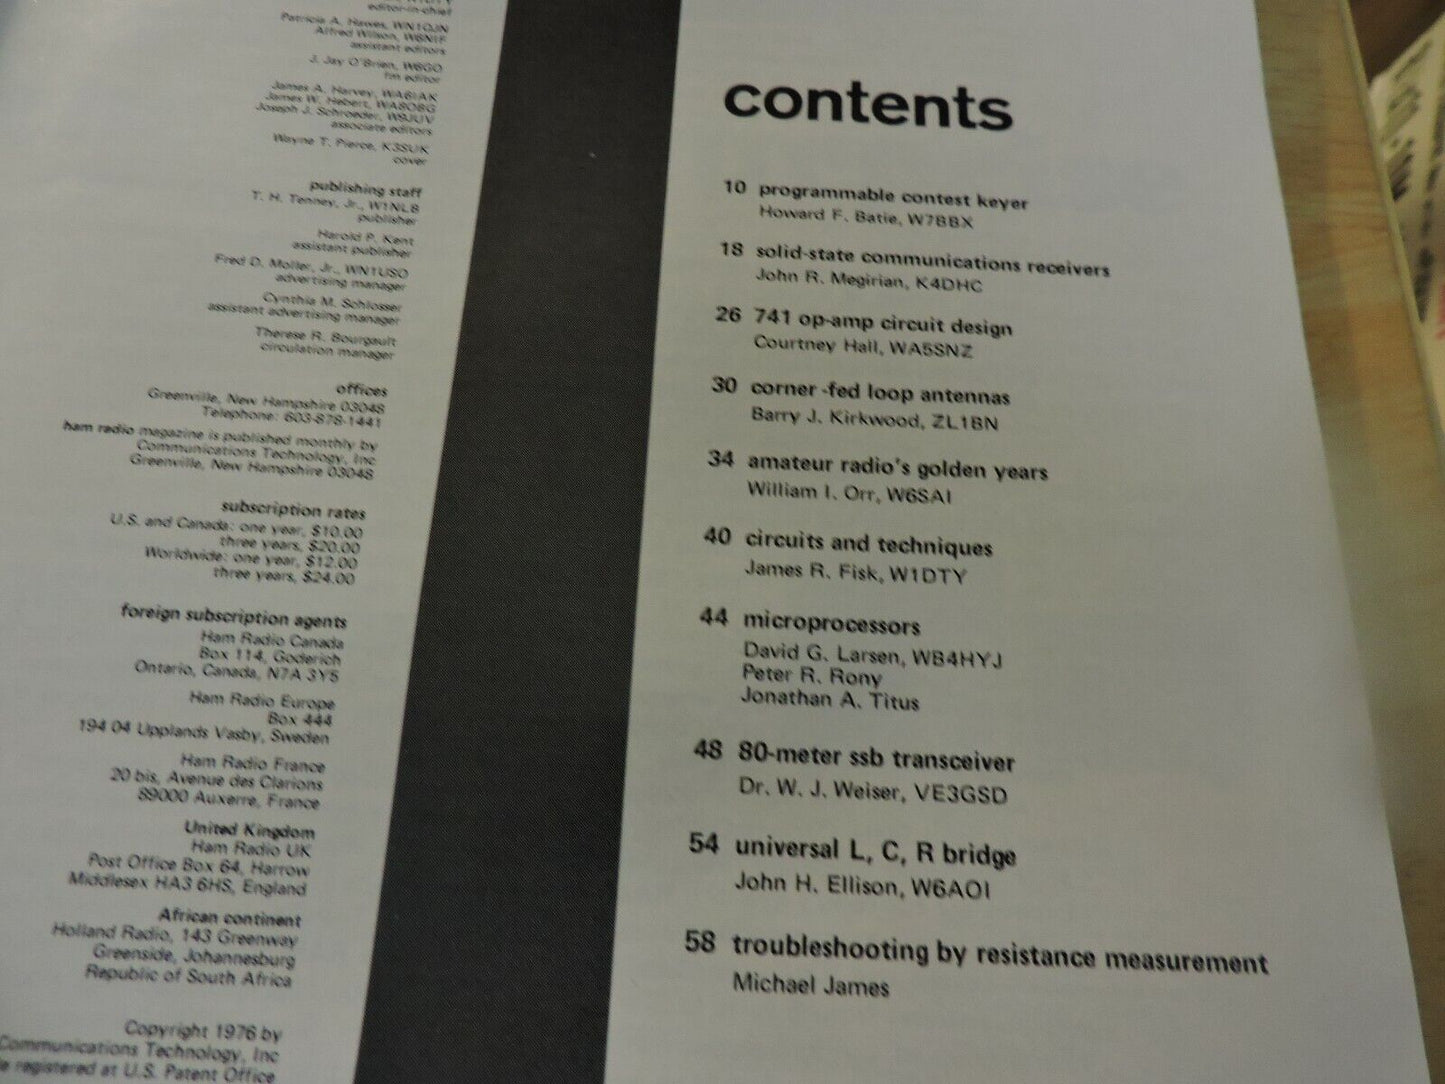 editor-in-chief
Patricia A. Hawes, WN1QJN
Alfred Wilson, W6NIF
assistant editors
J. Jay O'Brien, W6GO
fm editor
James A. Harvey, WA6IAK
James W. Hebert, WA8OBG
Joseph J. Schroeder, W9JUV
associate editors
Wayne T. Pierce, K3SUK
cover
publishing staff
T. H. Tenney, Jr., W1NLB
publisher
Harold P. Kent
assistant publisher
Fred D. Moller, Jr., WN1USO
advertising manager
Cynthia M. Schlosser
assistant advertising manager
Therese R. Bourgault
circulation manager
offices
Greenville, New Hampshire 03048
Telephone: 603-878-1441
ham radio magazine is published monthly by
Communications Technology, Inc
Greenville, New Hampshire 03048
subscription rates
U.S. and Canada: one year, $10.00
three years, $20.00
Worldwide: one year, $12.00
three years, $24.00
foreign subscription agents
Ham Radio Canada
Box 114, Goderich
Ontario, Canada, N7A 3Y5
Ham Radio Europe
Box 444
194 04 Upplands Vasby, Sweden
Ham Radio France
20 bis, Avenue des Clarions
89000 Auxerre, France
United Kingdom
Ham Radio UK
Post Office Box 64, Harrow
Middlesex HA3 6HS, England
African continent
Holland Radio, 143 Greenway
Greenside, Johannesburg
Republic of South Africa
Copyright 1976 by
Communications Technology, Inc
registered at U.S. Patent Office
contents
10 programmable contest keyer
Howard F. Batie, W7BBX
18 solid-state communications receivers
John R. Megirian, K4DHC
26 741 op-amp circuit design
Courtney Hall, WA5SNZ
30 corner-fed loop antennas
Barry J. Kirkwood, ZL1BN
34 amateur radio's golden years
William I. Orr, W6SAI
40 circuits and techniques
James R. Fisk, W1DTY
44 microprocessors
David G. Larsen, WB4HYJ
Peter R. Rony
Jonathan A. Titus
48 80-meter ssb transceiver
Dr. W. J. Weiser, VE3GSD
54 universal L, C, R bridge
John H. Ellison, W6AOI
58 troubleshooting by resistance measurement
Michael James